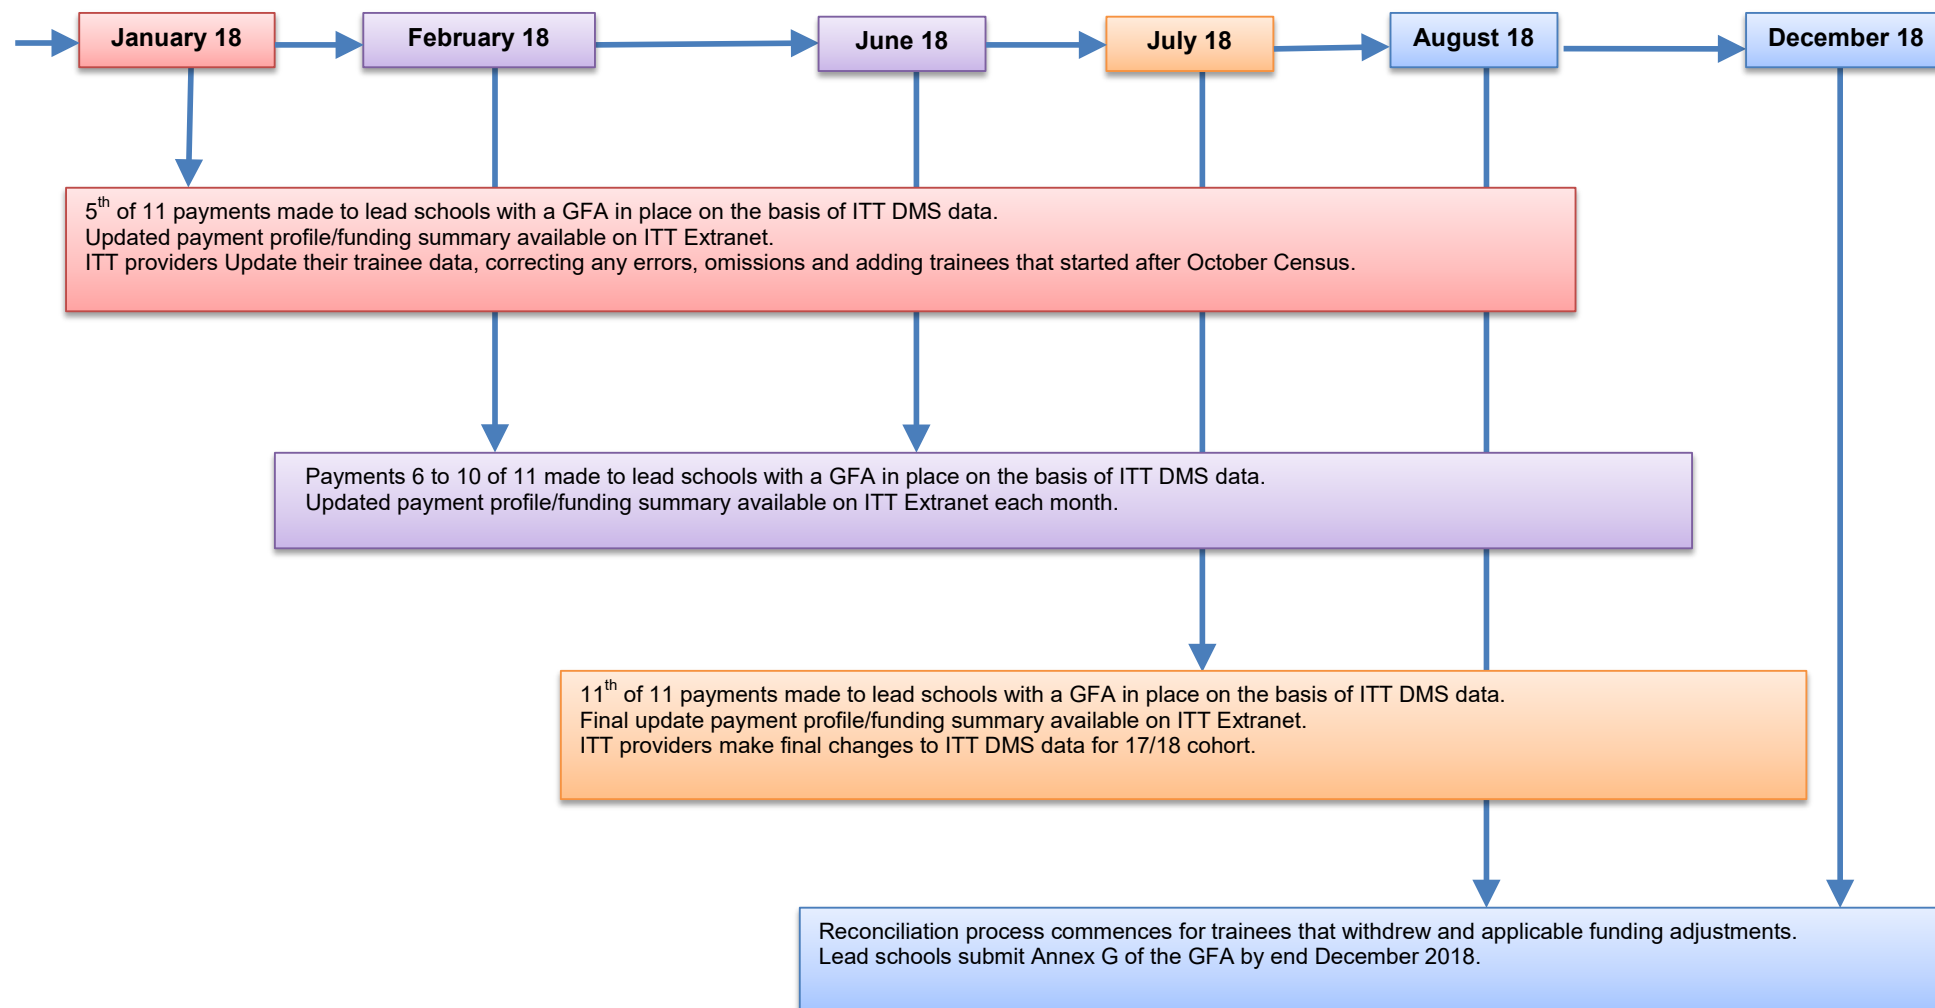 January 18
February 18
June 18
July 18
August 18
December 18
5th of 11 payments made to lead schools with a GFA in place on the basis of ITT DMS data.
Updated payment profile/funding summary available on ITT Extranet.
ITT providers Update their trainee data, correcting any errors, omissions and adding trainees that started after October Census.
Payments 6 to 10 of 11 made to lead schools with a GFA in place on the basis of ITT DMS data.
Updated payment profile/funding summary available on ITT Extranet each month.
11th of 11 payments made to lead schools with a GFA in place on the basis of ITT DMS data.
Final update payment profile/funding summary available on ITT Extranet.
ITT providers make final changes to ITT DMS data for 17/18 cohort.
Reconciliation process commences for trainees that withdrew and applicable funding adjustments.
Lead schools submit Annex G of the GFA by end December 2018.